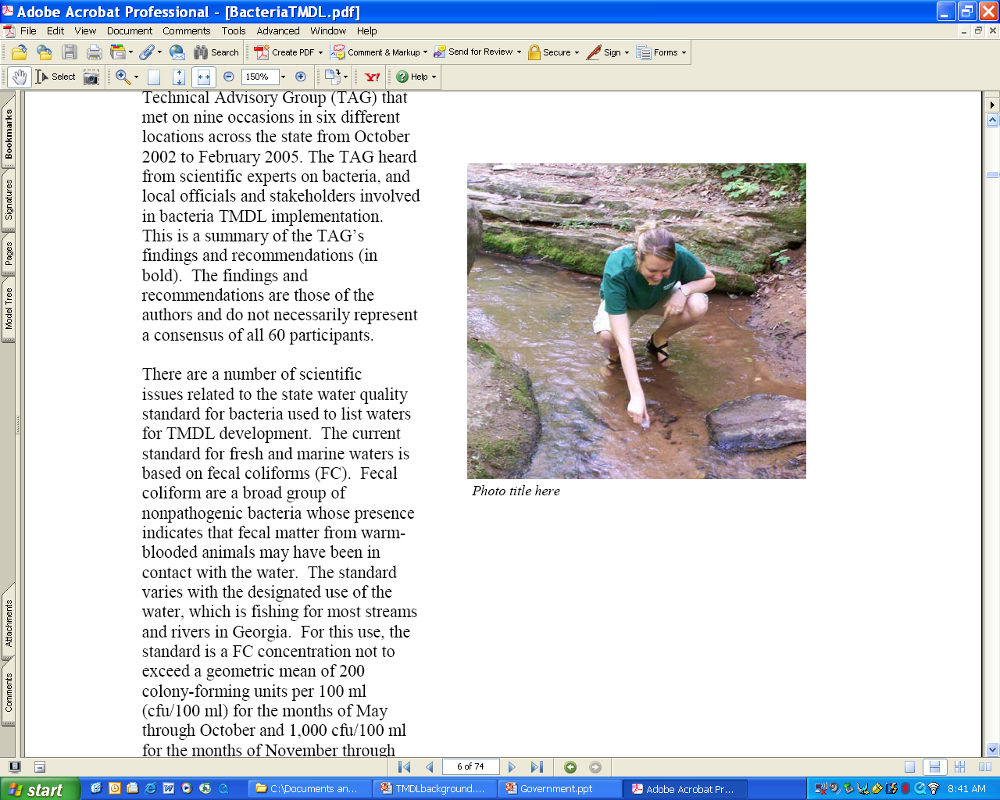 Adobe Acrobat Professional - [BacteriaTMDL.pdf]
File Edit View Document Comments Tools Advanced Window Help
Search Create PDF Comment & Markup Send for Review Secure Sign Forms
Select 150% Y! Help
Bookmarks
Signatures
Pages
Model Tree
Attachments
Comments
Technical Advisory Group (TAG) that
met on nine occasions in six different
locations across the state from October
2002 to February 2005. The TAG heard
from scientific experts on bacteria, and
local officials and stakeholders involved
in bacteria TMDL implementation.
This is a summary of the TAG’s
findings and recommendations (in
bold).  The findings and
recommendations are those of the
authors and do not necessarily represent
a consensus of all 60 participants.
There are a number of scientific
issues related to the state water quality
standard for bacteria used to list waters
for TMDL development.  The current
standard for fresh and marine waters is
based on fecal coliforms (FC).  Fecal
coliform are a broad group of
nonpathogenic bacteria whose presence
indicates that fecal matter from warm-
blooded animals may have been in
contact with the water.  The standard
varies with the designated use of the
water, which is fishing for most streams
and rivers in Georgia.  For this use, the
standard is a FC concentration not to
exceed a geometric mean of 200
colony-forming units per 100 ml
(cfu/100 ml) for the months of May
through October and 1,000 cfu/100 ml
for the months of November through
Photo title here
6 of 74
start C:\Documents an... TMDLbackground.... Government.ppt Adobe Acrobat Pr... 8:41 AM